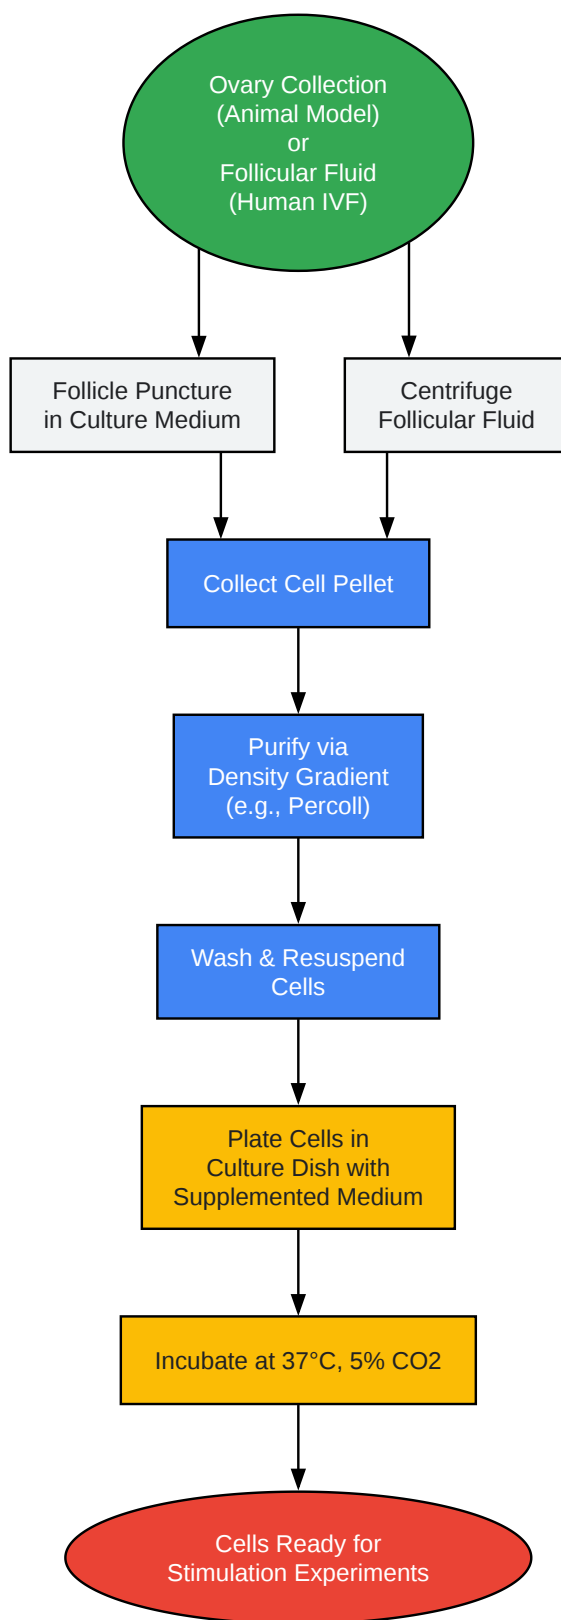 Ovary Collection
(Animal Model)
or
Follicular Fluid
(Human IVF)
Follicle Puncture
in Culture Medium
Centrifuge
Follicular Fluid
Collect Cell Pellet
Purify via
Density Gradient
(e.g., Percoll)
Wash & Resuspend
Cells
Plate Cells in
Culture Dish with
Supplemented Medium
Incubate at 37°C, 5% CO2
Cells Ready for
Stimulation Experiments